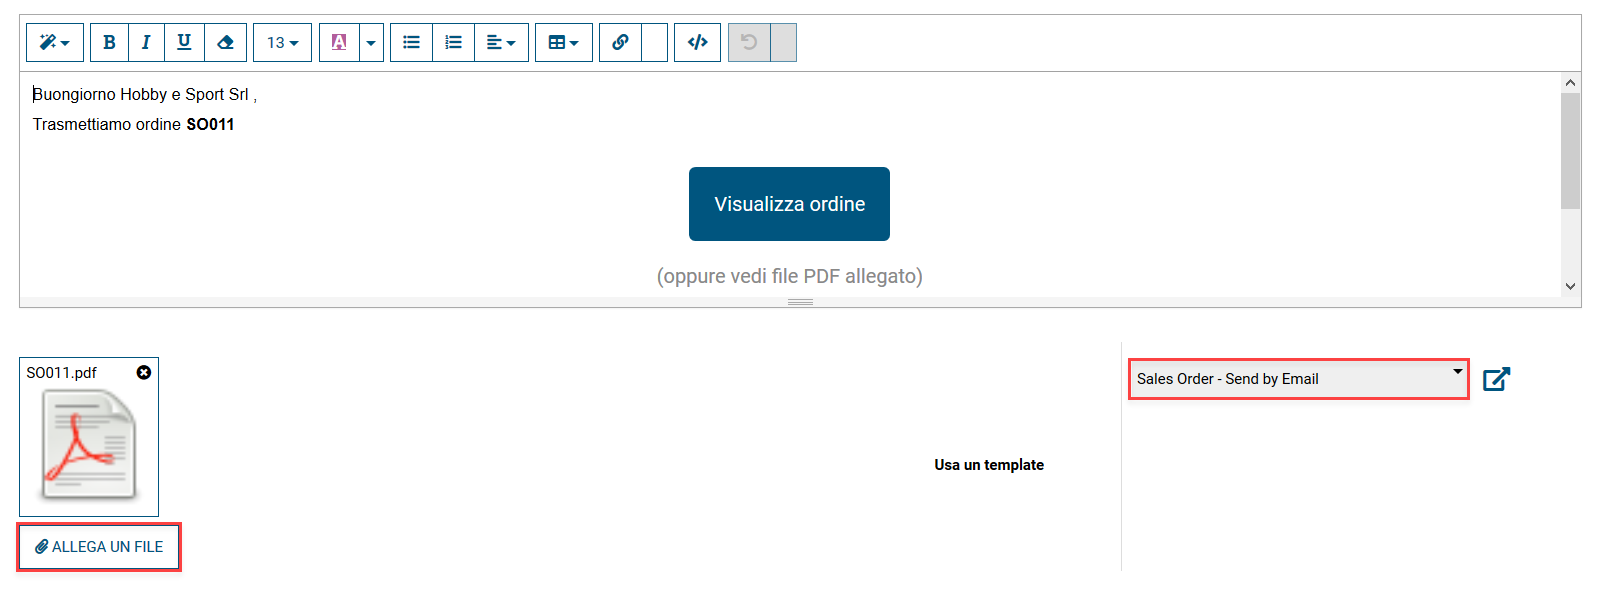 B I U 13 A
Buongiorno Hobby e Sport Srl ,
Trasmettiamo ordine SO011
Visualizza ordine
(oppure vedi file PDF allegato)
SO011.pdf
Sales Order - Send by Email
Usa un template
ALLEGA UN FILE